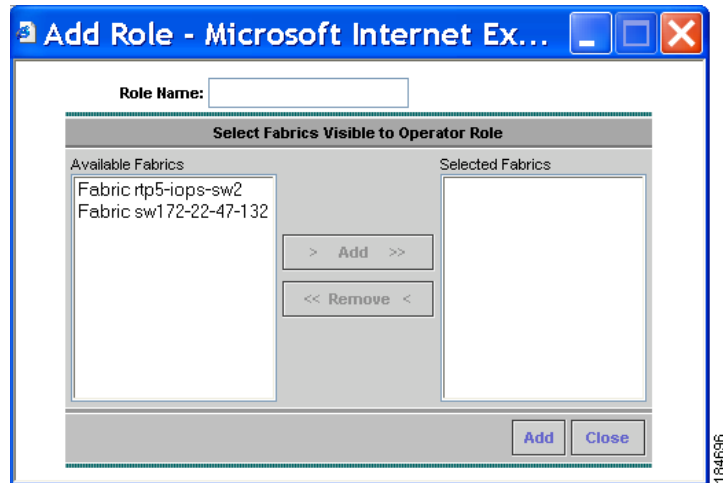 Add Role - Microsoft Internet Ex...
Role Name:
Select Fabrics Visible to Operator Role
Available Fabrics
Selected Fabrics
Fabric rtp5-iops-sw2
Fabric sw172-22-47-132
> Add >>
<< Remove <
Add
Close
184696